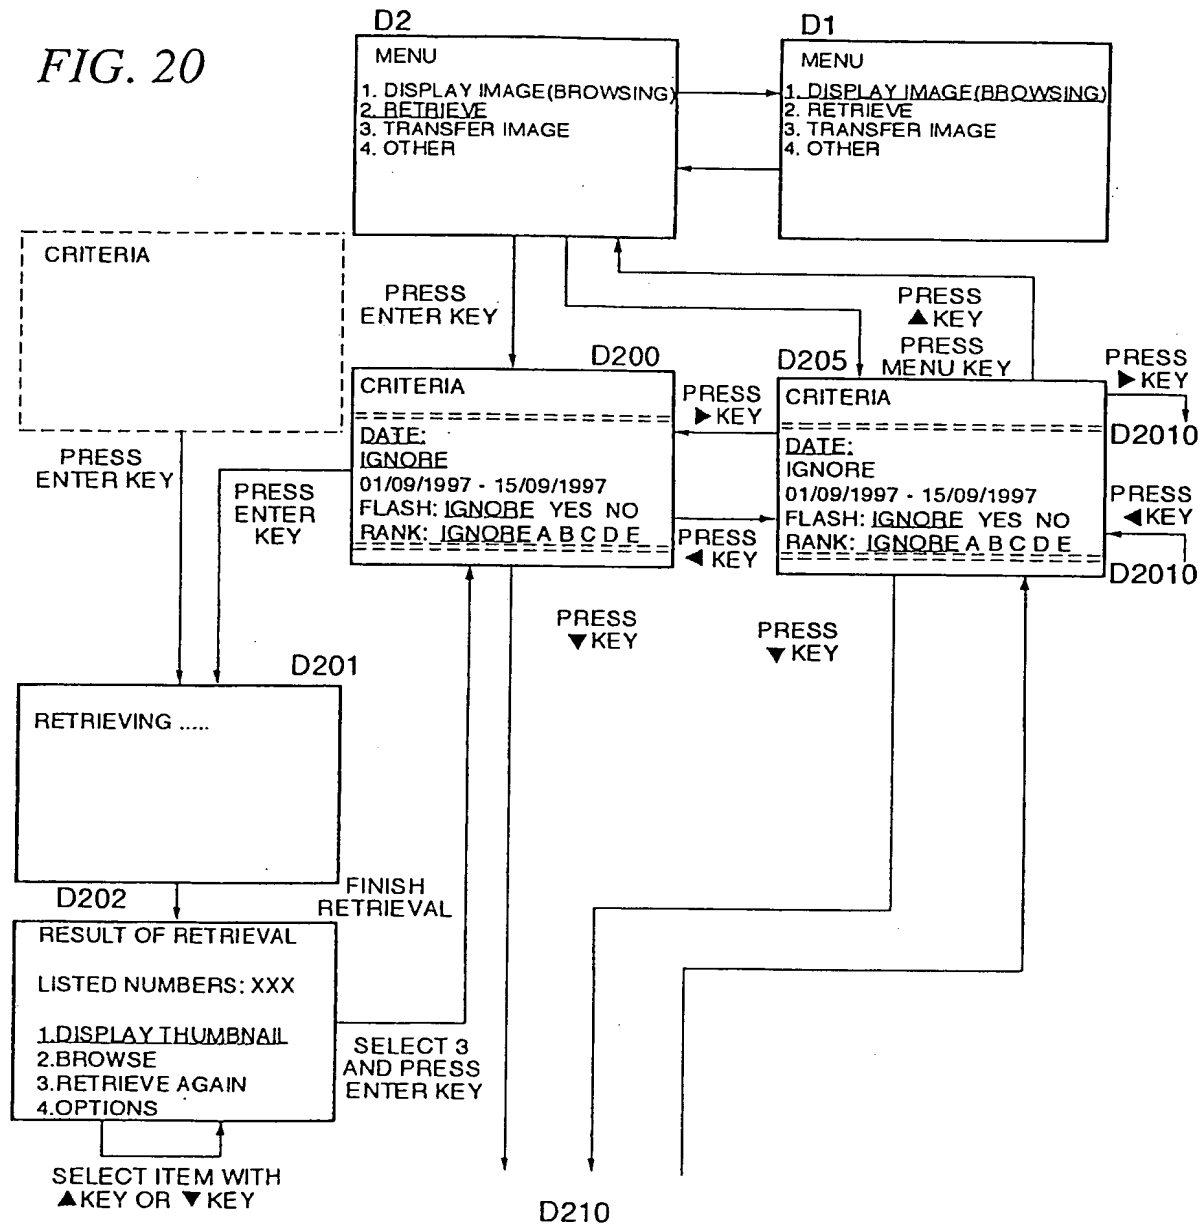 FIG. 20
D2
MENU
1. DISPLAY IMAGE(BROWSING)
2. RETRIEVE
3. TRANSFER IMAGE
4. OTHER
D1
MENU
1. DISPLAY IMAGE(BROWSING)
2. RETRIEVE
3. TRANSFER IMAGE
4. OTHER
CRITERIA
PRESS
ENTER KEY
PRESS
▲ KEY
PRESS
MENU KEY
D200
CRITERIA
DATE:
IGNORE
01/09/1997 - 15/09/1997
FLASH: IGNORE YES NO
RANK: IGNORE A B C D E
PRESS
▶ KEY
PRESS
◀ KEY
D205
CRITERIA
DATE:
IGNORE
01/09/1997 - 15/09/1997
FLASH: IGNORE YES NO
RANK: IGNORE A B C D E
PRESS
▶ KEY
D2010
PRESS
◀ KEY
D2010
PRESS
ENTER KEY
PRESS
ENTER
KEY
PRESS
▼ KEY
PRESS
▼ KEY
D201
RETRIEVING .....
FINISH
RETRIEVAL
D202
RESULT OF RETRIEVAL
LISTED NUMBERS: XXX
1.DISPLAY THUMBNAIL
2.BROWSE
3.RETRIEVE AGAIN
4.OPTIONS
SELECT 3
AND PRESS
ENTER KEY
SELECT ITEM WITH
▲ KEY OR ▼ KEY
D210